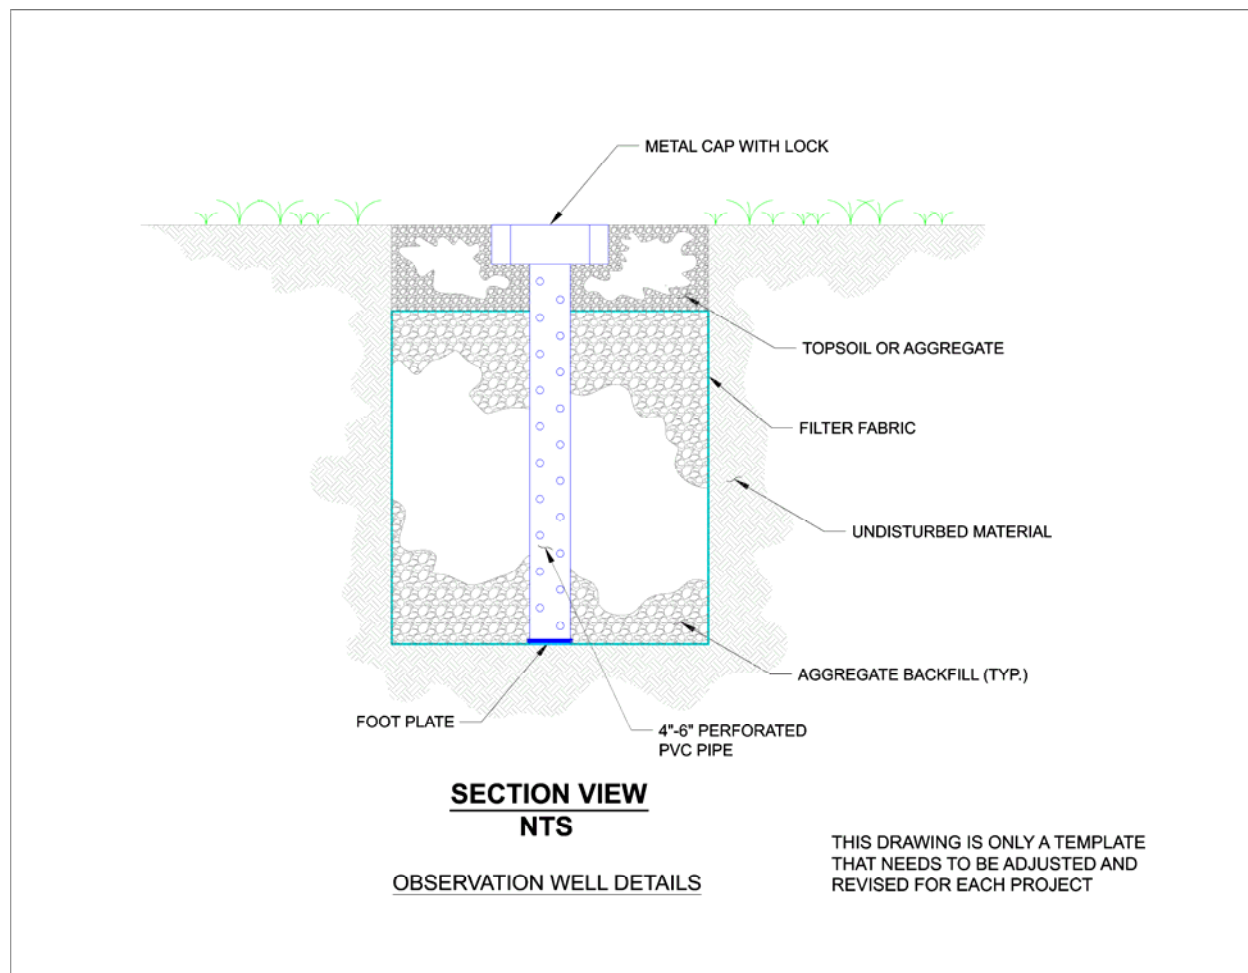 METAL CAP WITH LOCK
TOPSOIL OR AGGREGATE
FILTER FABRIC
UNDISTURBED MATERIAL
AGGREGATE BACKFILL (TYP.)
FOOT PLATE
4"-6" PERFORATED
PVC PIPE
SECTION VIEW
NTS
OBSERVATION WELL DETAILS
THIS DRAWING IS ONLY A TEMPLATE
THAT NEEDS TO BE ADJUSTED AND
REVISED FOR EACH PROJECT